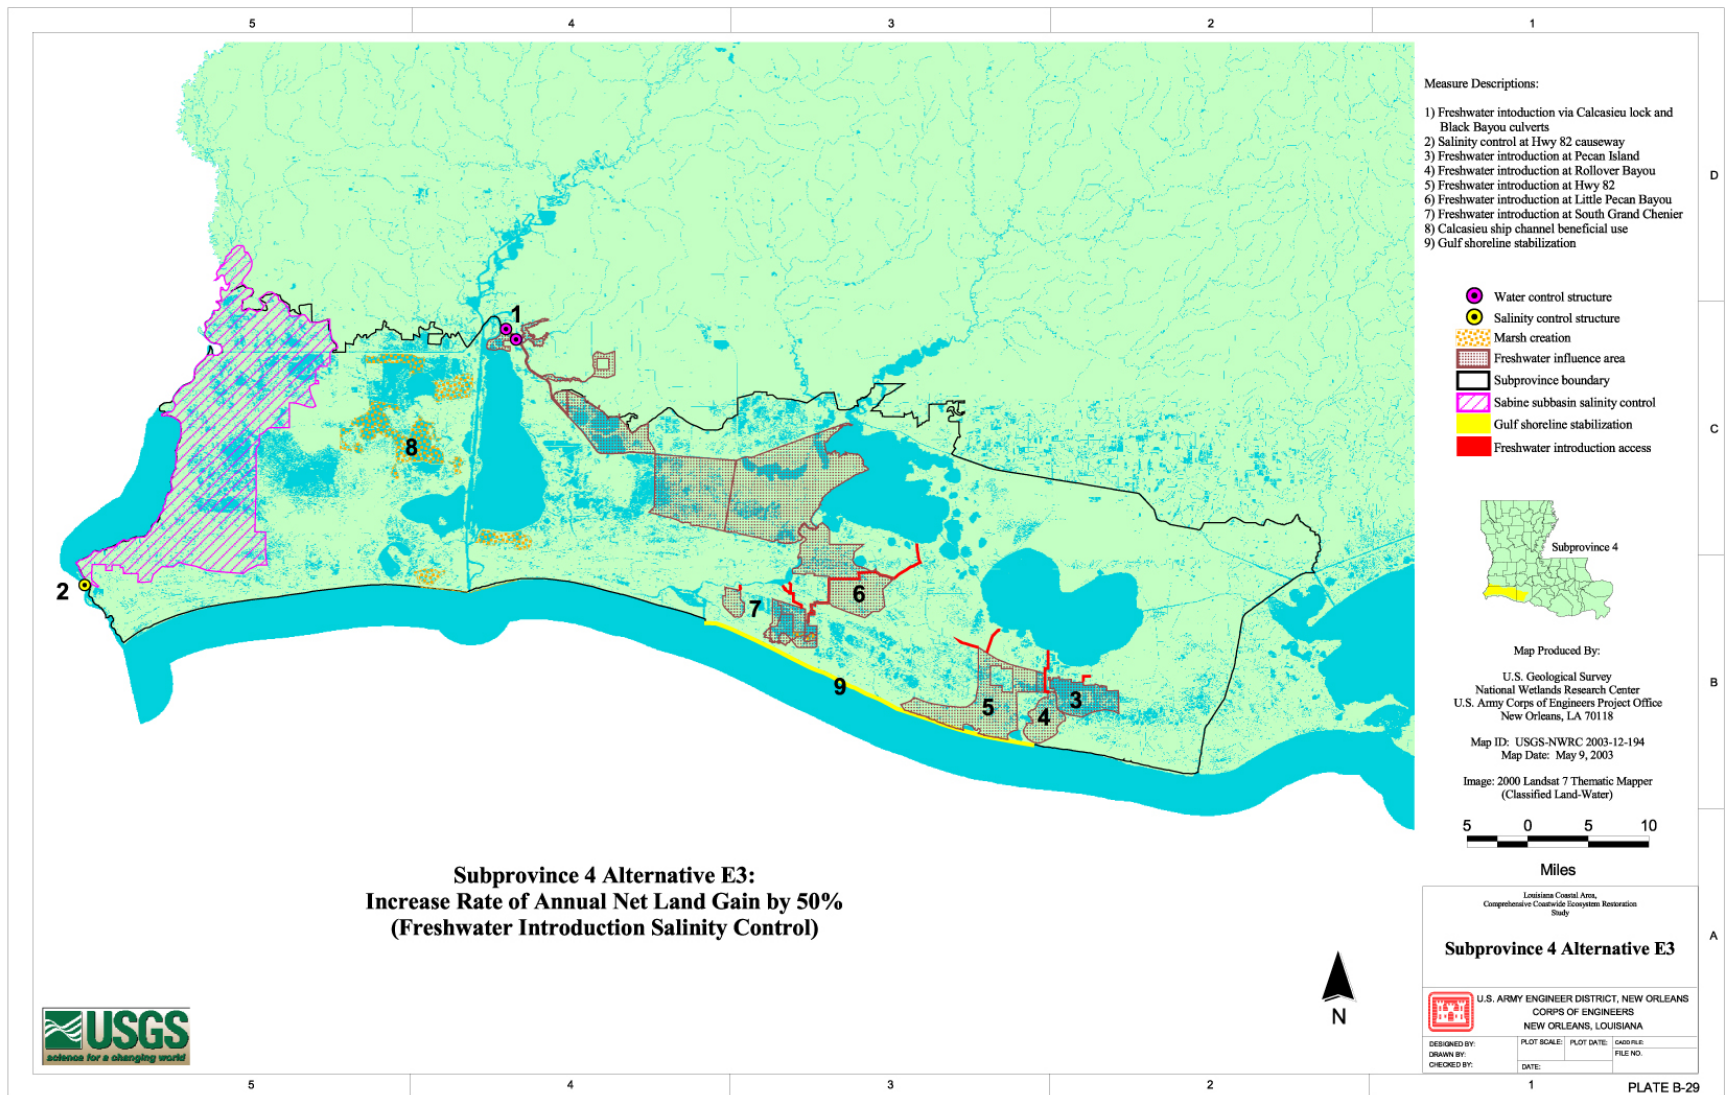 5 4 3 2 1
Measure Descriptions:
1) Freshwater intoduction via Calcasieu lock and
Black Bayou culverts
2) Salinity control at Hwy 82 causeway
3) Freshwater introduction at Pecan Island
4) Freshwater introduction at Rollover Bayou
5) Freshwater introduction at Hwy 82
6) Freshwater introduction at Little Pecan Bayou
7) Freshwater introduction at South Grand Chenier
8) Calcasieu ship channel beneficial use
9) Gulf shoreline stabilization
D
Water control structure
Salinity control structure
Marsh creation
Freshwater influence area
Subprovince boundary
Sabine subbasin salinity control
Gulf shoreline stabilization
Freshwater introduction access
C
1
8
2
7
6
9
5
4
3
Subprovince 4
Map Produced By:
U.S. Geological Survey
National Wetlands Research Center
U.S. Army Corps of Engineers Project Office
New Orleans, LA 70118
B
Map ID: USGS-NWRC 2003-12-194
Map Date: May 9, 2003
Image: 2000 Landsat 7 Thematic Mapper
(Classified Land-Water)
5 0 5 10
Miles
Subprovince 4 Alternative E3:
Increase Rate of Annual Net Land Gain by 50%
(Freshwater Introduction Salinity Control)
Louisiana Coastal Area,
Comprehensive Coastwide Ecosystem Restoration
Study
A
Subprovince 4 Alternative E3
N
USGS
science for a changing world
U.S. ARMY ENGINEER DISTRICT, NEW ORLEANS
CORPS OF ENGINEERS
NEW ORLEANS, LOUISIANA
DESIGNED BY:
DRAWN BY:
CHECKED BY:
PLOT SCALE:
PLOT DATE:
CADD FILE:
FILE NO.
DATE:
5 4 3 2 1
PLATE B-29